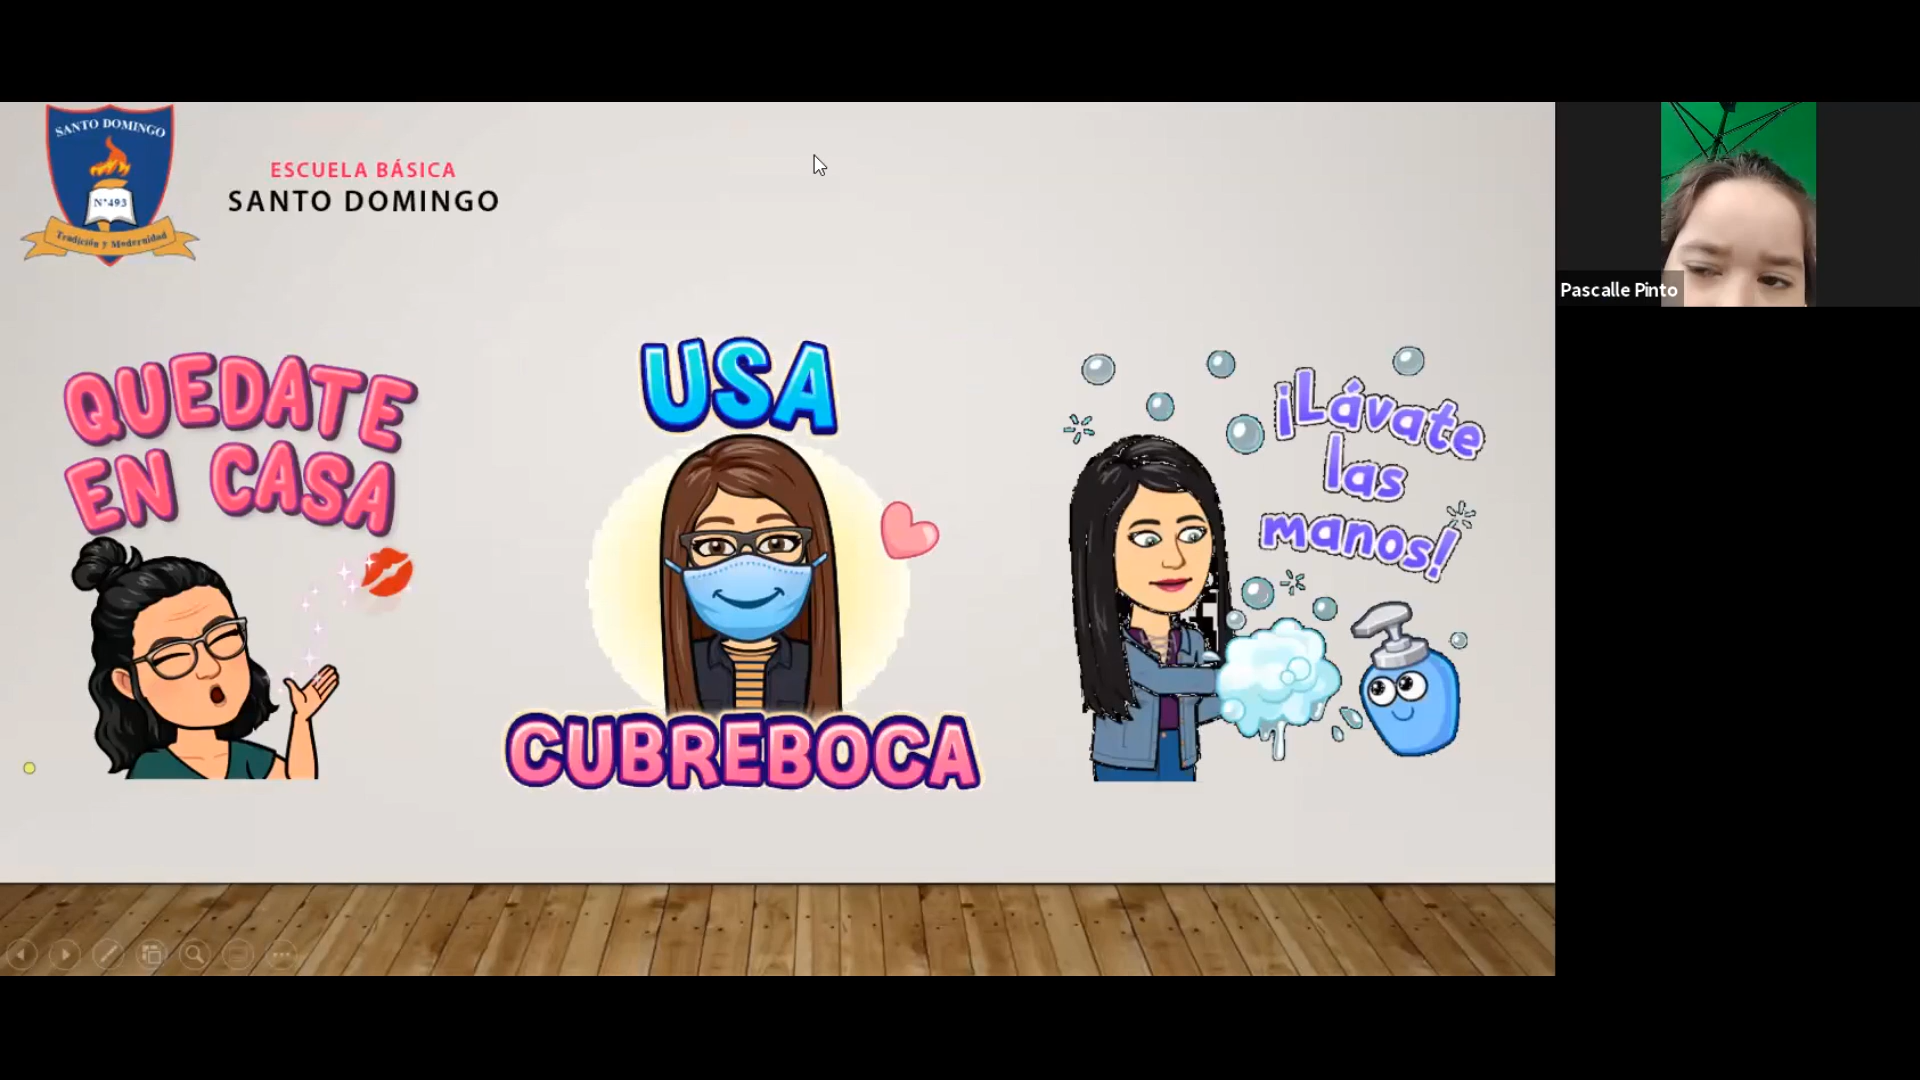 SANTO DOMINGO
N°493
Tradición y Modernidad
ESCUELA BÁSICA
SANTO DOMINGO
QUEDATE
EN CASA
USA
CUBREBOCA
¡Lávate
las
manos!
Pascalle Pinto